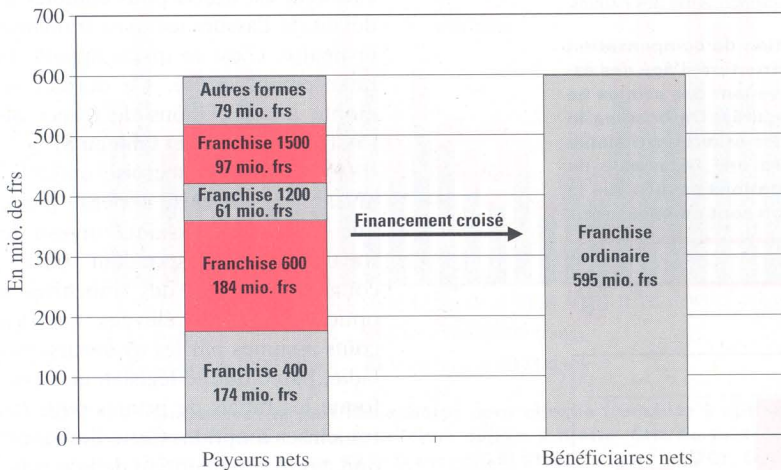 En mio. de frs
700
600
500
400
300
200
100
0
Autres formes
79 mio. frs
Franchise 1500
97 mio. frs
Franchise 1200
61 mio. frs
Franchise 600
184 mio. frs
Franchise 400
174 mio. frs
Financement croisé
Franchise
ordinaire
595 mio. frs
Payeurs nets
Bénéficiaires nets